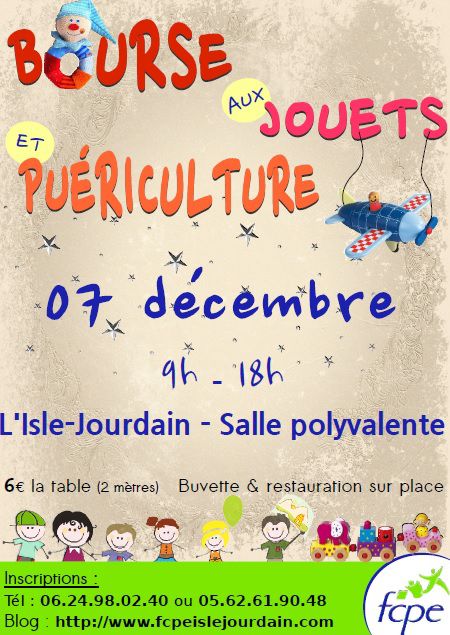 BOURSE
AUX
JOUETS
ET
PUÉRICULTURE
07 décembre
9h - 18h
L'Isle-Jourdain - Salle polyvalente
6€ la table (2 mètres) Buvette & restauration sur place
Inscriptions :
Tél : 06.24.98.02.40 ou 05.62.61.90.48
Blog : http://www.fcpeislejourdain.com
fcpe